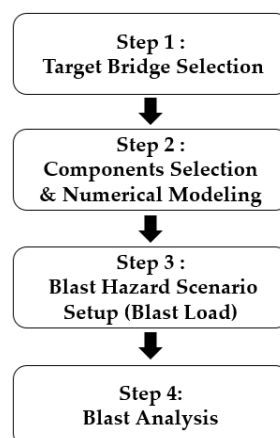 Step 1 :
Target Bridge Selection
Step 2 :
Components Selection
& Numerical Modeling
Step 3 :
Blast Hazard Scenario
Setup (Blast Load)
Step 4:
Blast Analysis